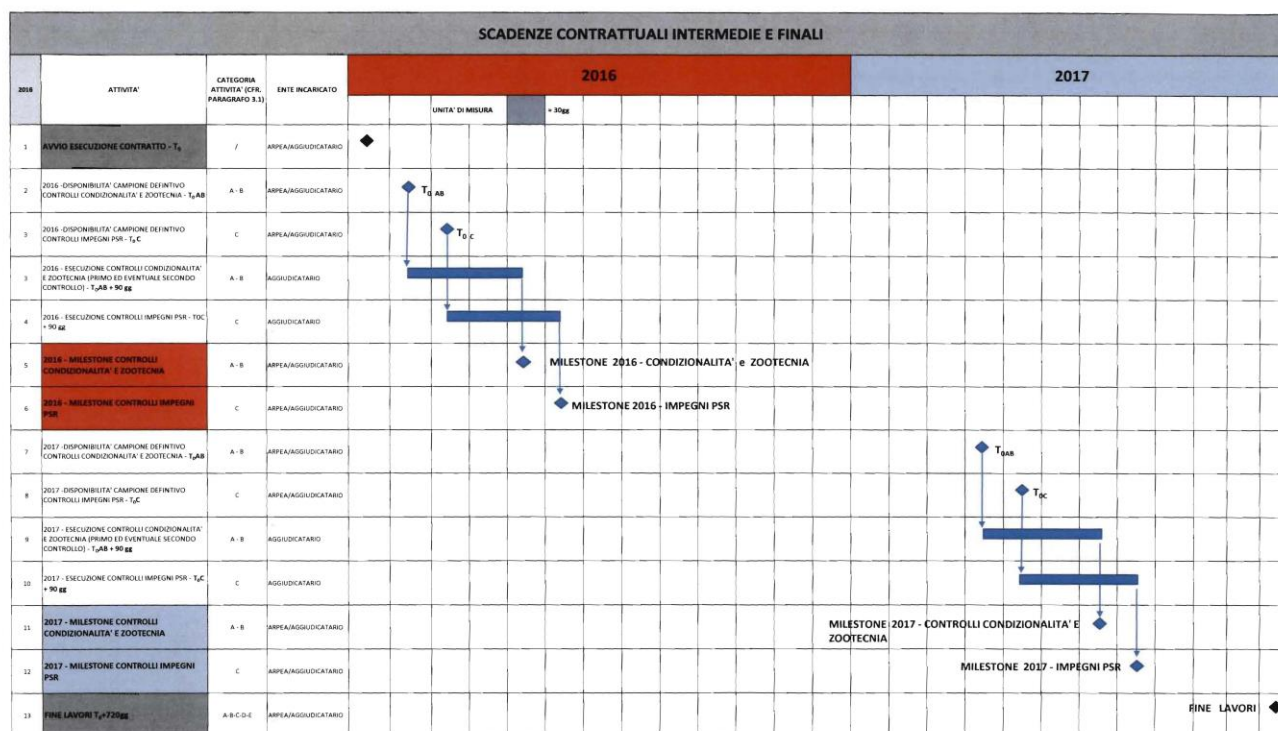 SCADENZE CONTRATTUALI INTERMEDIE E FINALI
2016
ATTIVITA'
CATEGORIA
ATTIVITA' (CFR.
PARAGRAFO 3.1)
ENTE INCARICATO
2016
2017
UNITA' DI MISURA
= 30gg
1
AVVIO ESECUZIONE CONTRATTO - T0
/
ARPEA/AGGIUDICATARIO
2
2016 -DISPONIBILITA' CAMPIONE DEFINTIVO
CONTROLLI CONDIZIONALITA' E ZOOTECNIA - T0AB
A - B
ARPEA/AGGIUDICATARIO
T0 AB
3
2016 -DISPONIBILITA' CAMPIONE DEFINTIVO
CONTROLLI IMPEGNI PSR - T0 C
C
ARPEA/AGGIUDICATARIO
T0 C
3
2016 - ESECUZIONE CONTROLLI CONDIZIONALITA'
E ZOOTECNIA (PRIMO ED EVENTUALE SECONDO
CONTROLLO) - T0AB + 90 gg
A - B
AGGIUDICATARIO
4
2016 - ESECUZIONE CONTROLLI IMPEGNI PSR - T0C
+ 90 gg
C
AGGIUDICATARIO
5
2016 - MILESTONE CONTROLLI
CONDIZIONALITA' E ZOOTECNIA
A - B
ARPEA/AGGIUDICATARIO
MILESTONE 2016 - CONDIZIONALITA' e ZOOTECNIA
6
2016 - MILESTONE CONTROLLI IMPEGNI
PSR
C
ARPEA/AGGIUDICATARIO
MILESTONE 2016 - IMPEGNI PSR
7
2017 -DISPONIBILITA' CAMPIONE DEFINTIVO
CONTROLLI CONDIZIONALITA' E ZOOTECNIA - T0AB
A - B
ARPEA/AGGIUDICATARIO
T0AB
8
2017 -DISPONIBILITA' CAMPIONE DEFINTIVO
CONTROLLI IMPEGNI PSR - T0C
C
ARPEA/AGGIUDICATARIO
T0C
9
2017 - ESECUZIONE CONTROLLI CONDIZIONALITA'
E ZOOTECNIA (PRIMO ED EVENTUALE SECONDO
CONTROLLO) - T0AB + 90 gg
A - B
AGGIUDICATARIO
10
2017 - ESECUZIONE CONTROLLI IMPEGNI PSR - T0C
+ 90 gg
C
AGGIUDICATARIO
11
2017 - MILESTONE CONTROLLI
CONDIZIONALITA' E ZOOTECNIA
A - B
ARPEA/AGGIUDICATARIO
MILESTONE 2017 - CONTROLLI CONDIZIONALITA' E
ZOOTECNIA
12
2017 - MILESTONE CONTROLLI IMPEGNI
PSR
C
ARPEA/AGGIUDICATARIO
MILESTONE 2017 - IMPEGNI PSR
13
FINE LAVORI T0+720gg
A-B-C-D-E
ARPEA/AGGIUDICATARIO
FINE LAVORI